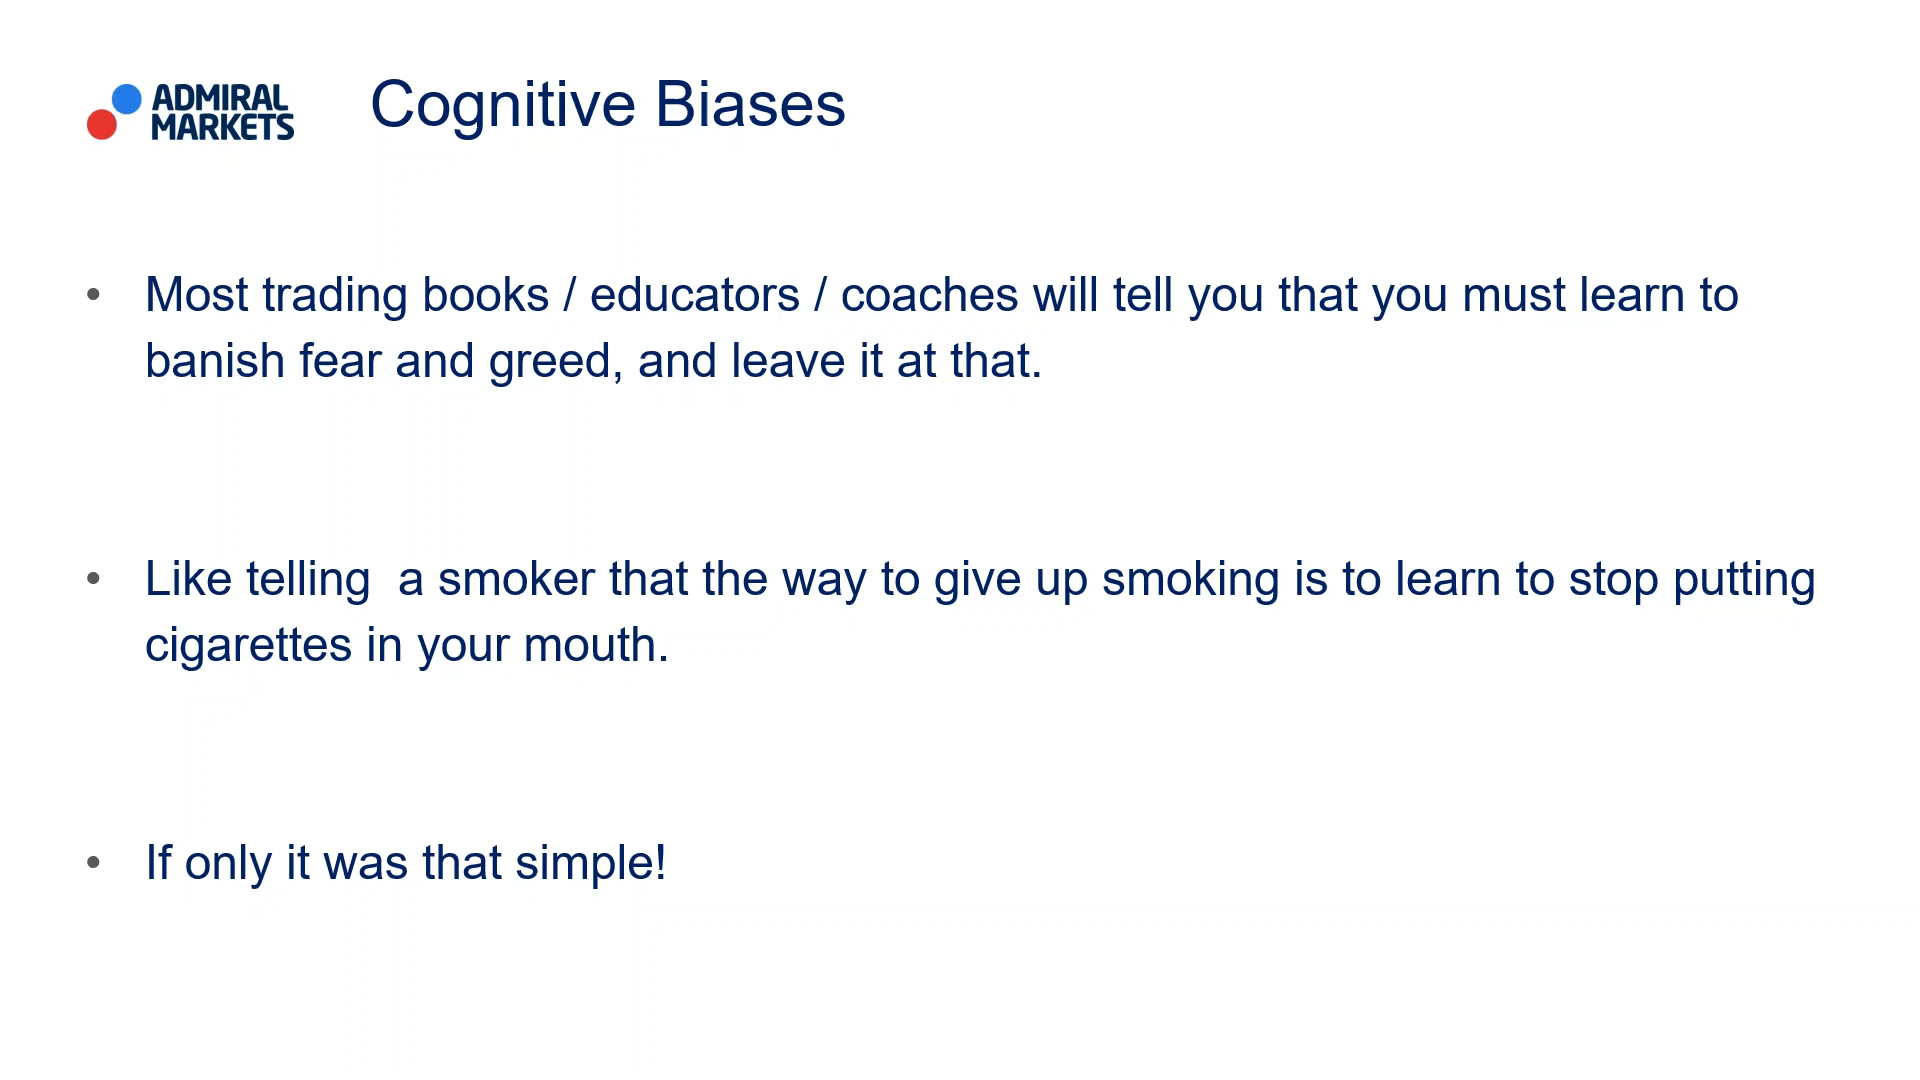 ADMIRAL
MARKETS
Cognitive Biases
• Most trading books / educators / coaches will tell you that you must learn to
banish fear and greed, and leave it at that.
• Like telling  a smoker that the way to give up smoking is to learn to stop putting
cigarettes in your mouth.
• If only it was that simple!